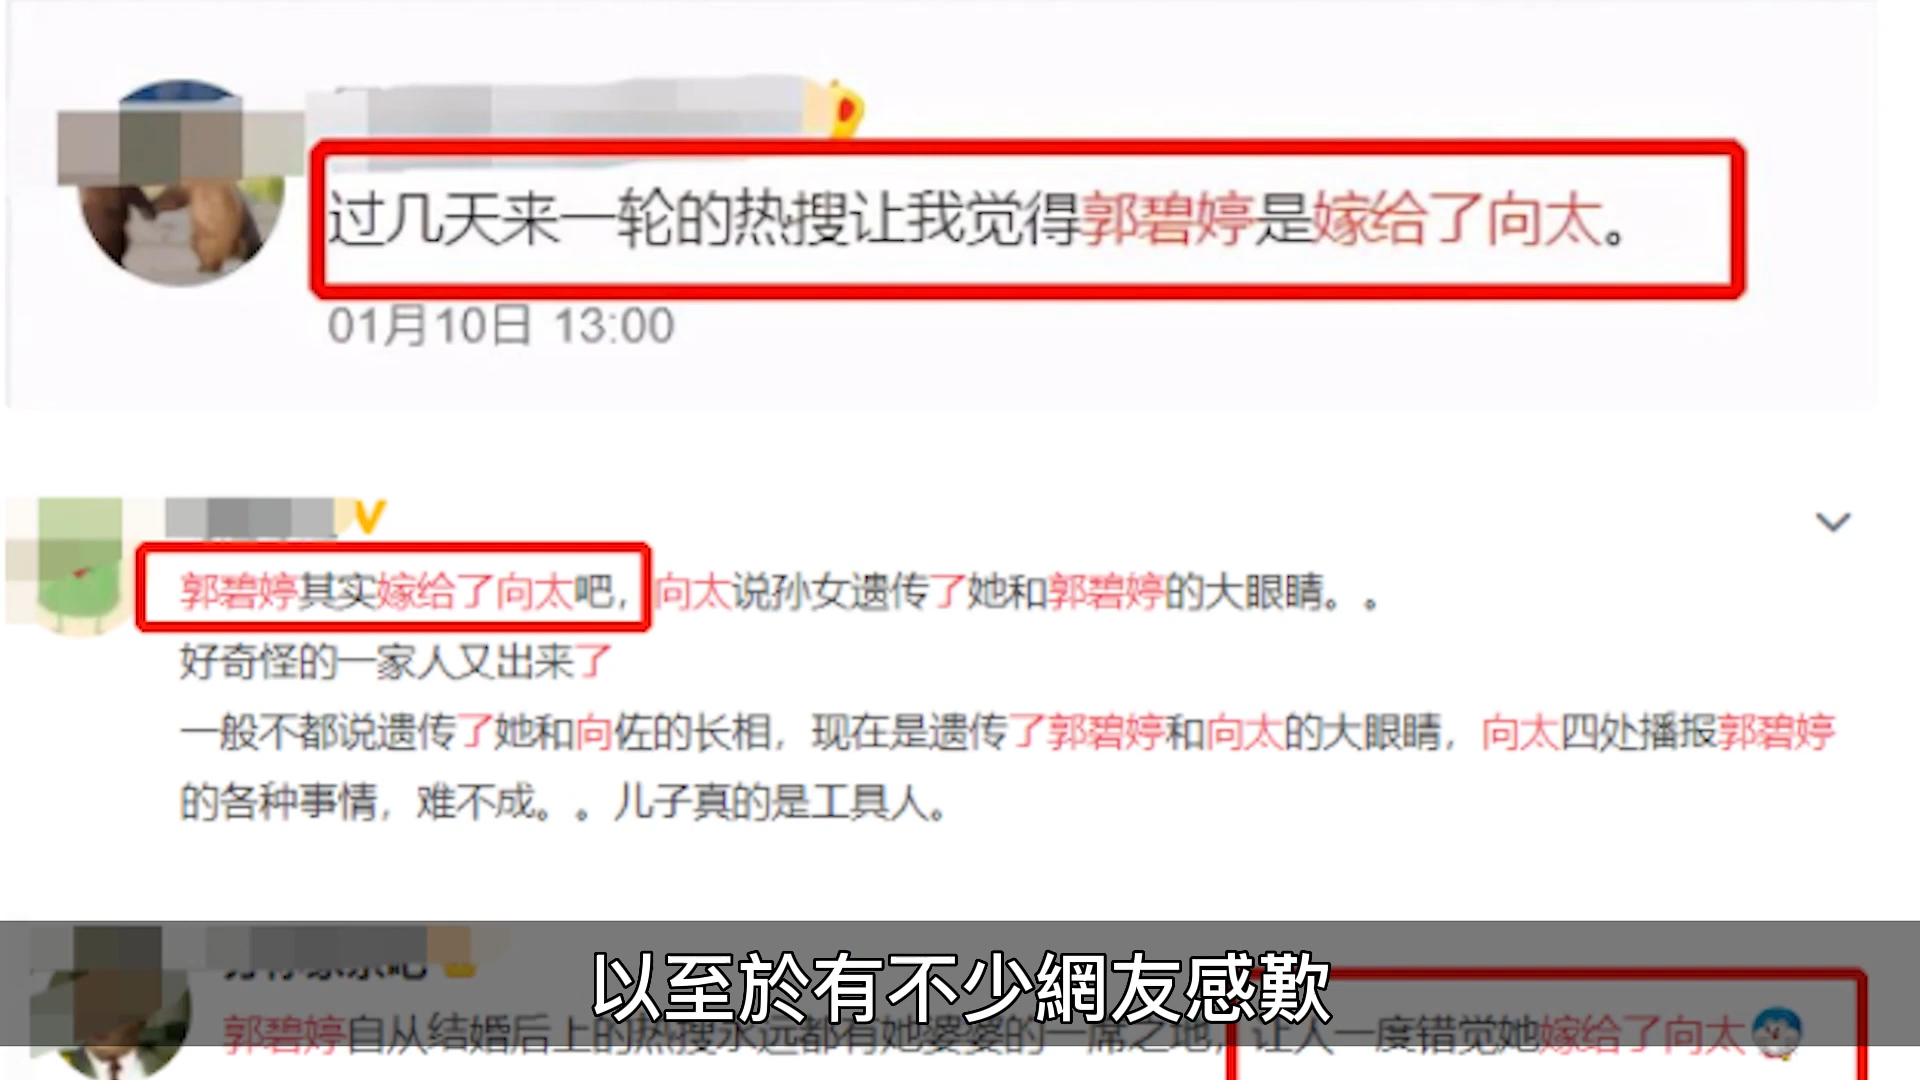 过几天来一轮的热搜让我觉得郭碧婷是嫁给了向太。
01月10日 13:00
郭碧婷其实嫁给了向太吧，向太说孙女遗传了她和郭碧婷的大眼睛。。
好奇怪的一家人又出来了
一般不都说遗传了她和向佐的长相，现在是遗传了郭碧婷和向太的大眼睛，向太四处播报郭碧婷
的各种事情，难不成。。儿子真的是工具人。
以至於有不少網友感歎
郭碧婷自从结婚后上的热搜永远都有她婆婆的一席之地，让人一度错觉她嫁给了向太